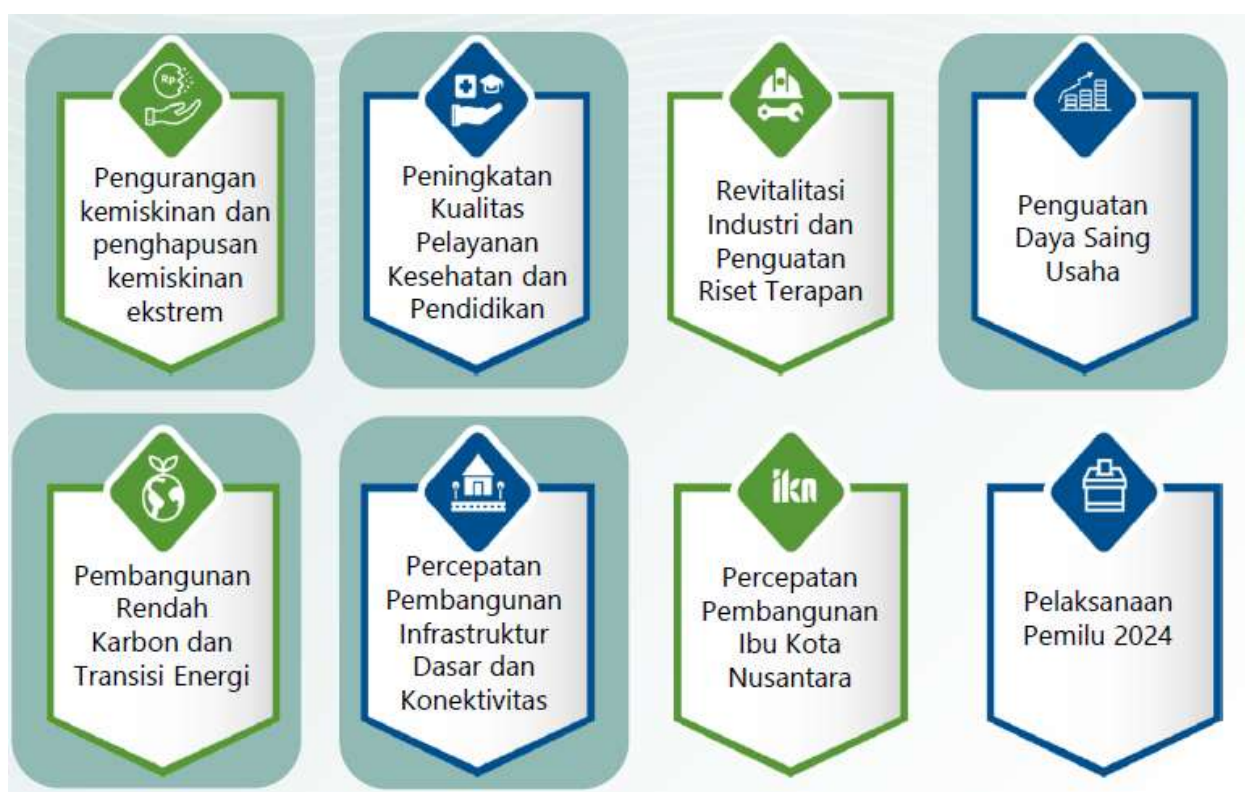 Rp
Pengurangan
kemiskinan dan
penghapusan
kemiskinan
ekstrem
Peningkatan
Kualitas
Pelayanan
Kesehatan dan
Pendidikan
Revitalitasi
Industri dan
Penguatan
Riset Terapan
Penguatan
Daya Saing
Usaha
Pembangunan
Rendah
Karbon dan
Transisi Energi
Percepatan
Pembangunan
Infrastruktur
Dasar dan
Konektivitas
ikn
Percepatan
Pembangunan
Ibu Kota
Nusantara
Pelaksanaan
Pemilu 2024